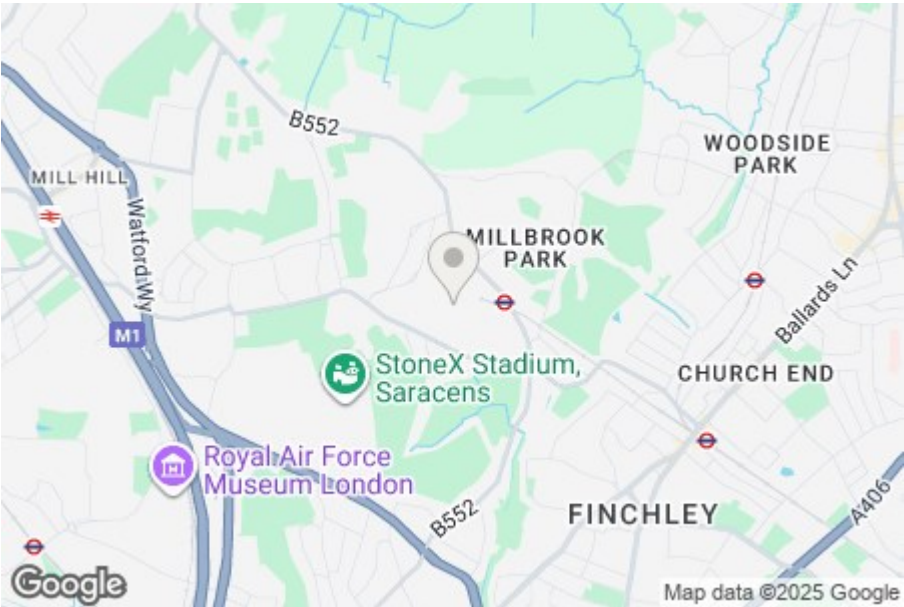 B552
WOODSIDE
PARK
MILL HILL
Watford Wy
MILLBROOK
PARK
Ballards Ln
M1
StoneX Stadium,
Saracens
CHURCH END
Royal Air Force
Museum London
B552
FINCHLEY
A406
Google
Map data ©2025 Google